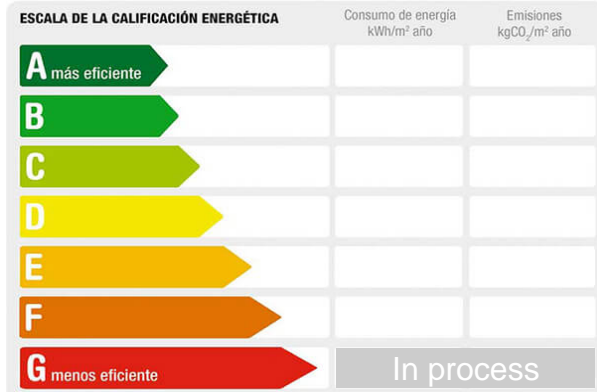 ESCALA DE LA CALIFICACIÓN ENERGÉTICA
Consumo de energía
kWh/m² año
Emisiones
kgCO₂/m² año
A más eficiente
B
C
D
E
F
G menos eficiente
In process